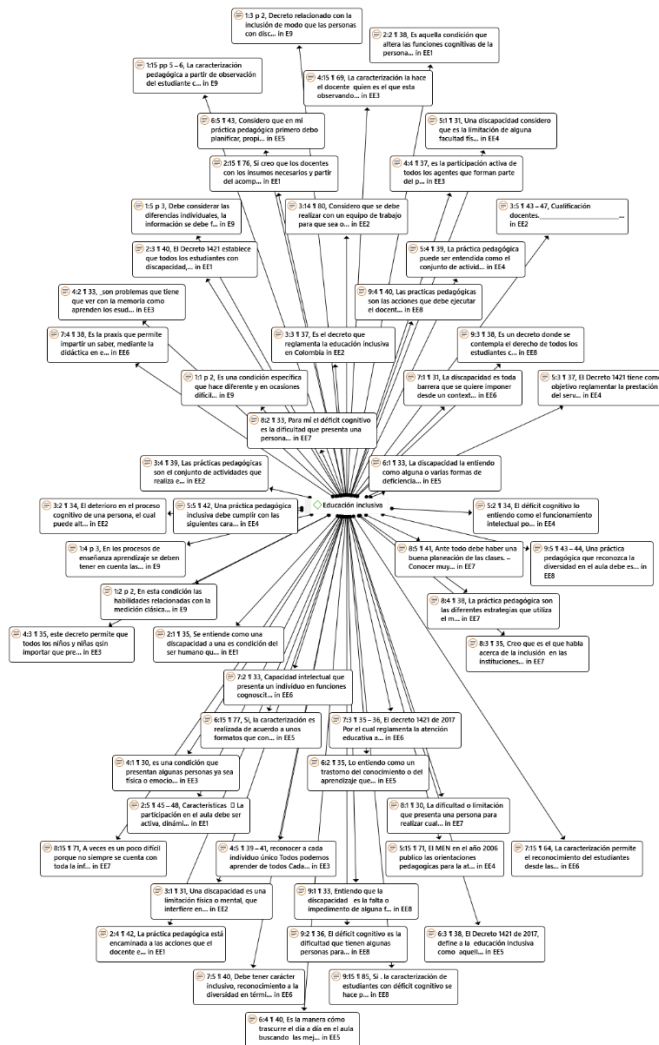 1:3 p 2, Decreto relacionado con la
inclusión de modo que las personas
con disc... in E9
2:2 ¶ 38, Es aquella condición que
altera las funciones cognitivas de la
persona... in EE1
1:15 pp 5 – 6, La caracterización
pedagógica a partir de observación
del estudiante c... in E9
4:15 ¶ 69, La caracterización la hace
el docente quien es el que esta
observando... in EE3
6:5 ¶ 43, Considero que en mi
práctica pedagógica primero debo
planificar, propi... in EE5
5:1 ¶ 31, Una discapacidad considero
que es la limitación de alguna
facultad fís... in EE4
2:15 ¶ 76, Si creo que los docentes
con los insumos necesarios y partir
del acomp... in EE1
4:4 ¶ 37, es la participación activa de
todos los agentes que forman parte
del p... in EE3
1:5 p 3, Debe considerar las
diferencias individuales, la
información se debe f... in E9
3:14 ¶ 80, Considero que se debe
realizar con un equipo de trabajo
para que sea o... in EE2
3:5 ¶ 43 – 47, Cualificación
docentes.___________________...
in EE2
2:3 ¶ 40, El Decreto 1421 establece
que todos los estudiantes con
discapacidad,... in EE1
5:4 ¶ 39, La práctica pedagógica
puede ser entendida como el
conjunto de activid... in EE4
4:2 ¶ 33, _son problemas que tiene
que ver con la memoria como
aprenden los esud... in EE3
9:4 ¶ 40, Las practicas pedagógicas
son las acciones que debe ejecutar
el docent... in EE8
7:4 ¶ 38, Es la praxis que permite
impartir un saber, mediante la
didáctica en e... in EE6
3:3 ¶ 37, Es el decreto que
reglamenta la educación inclusiva
en Colombia in EE2
9:3 ¶ 38, Es un decreto donde se
contempla el derecho de todos los
estudiantes c... in EE8
1:1 p 2, Es una condición específica
que hace diferente y en ocasiones
difícil... in E9
7:1 ¶ 31, La discapacidad es toda
barrera que se quiere imponer
desde un context... in EE6
5:3 ¶ 37, El Decreto 1421 tiene como
objetivo reglamentar la prestación
del serv... in EE4
8:2 ¶ 33, Para mí el déficit cognitivo
es la dificultad que presenta una
persona... in EE7
3:4 ¶ 39, Las prácticas pedagógicas
son el conjunto de actividades que
realiza e... in EE2
6:1 ¶ 33, La discapacidad la entiendo
como alguna o varias formas de
deficiencia... in EE5
3:2 ¶ 34, El deterioro en el proceso
cognitivo de una persona, el cual
puede alt... in EE2
5:5 ¶ 42, Una práctica pedagógica
inclusiva debe cumplir con las
siguientes cara... in EE4
Educación inclusiva
5:2 ¶ 34, El déficit cognitivo lo
entiendo como el funcionamiento
intelectual po... in EE4
1:4 p 3, En los procesos de
enseñanza aprendizaje se deben
tener en cuenta las... in E9
8:5 ¶ 41, Ante todo debe haber una
buena planeación de las clases. –
Conocer muy... in EE7
9:5 ¶ 43 – 44, Una práctica
pedagógica que reconozca la
diversidad en el aula debe es... in
EE8
1:2 p 2, En esta condición las
habilidades relacionadas con la
medición clásica... in E9
8:4 ¶ 38, La práctica pedagógica son
las diferentes estrategias que utiliza
el m... in EE7
4:3 ¶ 35, este decreto permite que
todos los niños y niñas qsin
importar que pre... in EE3
2:1 ¶ 35, Se entiende como una
discapacidad a una es condición del
ser humano qu... in EE1
8:3 ¶ 35, Creo que es el que habla
acerca de la inclusión en las
instituciones... in EE7
7:2 ¶ 33, Capacidad intelectual que
presenta un individuo en funciones
cognoscit... in EE6
6:15 ¶ 77, Si, la caracterización es
realizada de acuerdo a unos
formatos que con... in EE5
7:3 ¶ 35 – 36, El decreto 1421 de 2017
Por el cual reglamenta la atención
educativa a... in EE6
4:1 ¶ 30, es una condición que
presentan algunas personas ya sea
física o emocio... in EE3
6:2 ¶ 35, Lo entiendo como un
trastorno del conocimiento o del
aprendizaje que... in EE5
2:5 ¶ 45 – 48, Características  La
participación en el aula debe ser
activa, dinámi... in EE1
8:1 ¶ 30, La dificultad o limitación
que presenta una persona para
realizar cual... in EE7
8:15 ¶ 71, A veces es un poco difícil
porque no siempre se cuenta con
toda la inf... in EE7
4:5 ¶ 39 – 41, reconocer a cada
individuo único Todos podemos
aprender de todos Cada... in EE3
5:15 ¶ 71, El MEN en el año 2006
publico las orientaciones
pedagogicas para la at... in EE4
7:15 ¶ 64, La caracterización permite
el reconocimiento del estudiantes
desde las... in EE6
3:1 ¶ 31, Una discapacidad es una
limitación física o mental, que
interfiere en... in EE2
9:1 ¶ 33, Entiendo que la
discapacidad es la falta o
impedimento de alguna f... in EE8
2:4 ¶ 42, La práctica pedagógica está
encaminada a las acciones que el
docente e... in EE1
9:2 ¶ 36, El déficit cognitivo es la
dificultad que tienen algunas
personas para... in EE8
6:3 ¶ 38, El Decreto 1421 de 2017,
define a la educación inclusiva
como aquell... in EE5
7:5 ¶ 40, Debe tener carácter
inclusivo, reconocimiento a la
diversidad en térmi... in EE6
9:15 ¶ 85, Si . la caracterización de
estudiantes con déficit cognitivo se
hace p... in EE8
6:4 ¶ 40, Es la manera cómo
trascurre el día a día en el aula
buscando las mej... in EE5